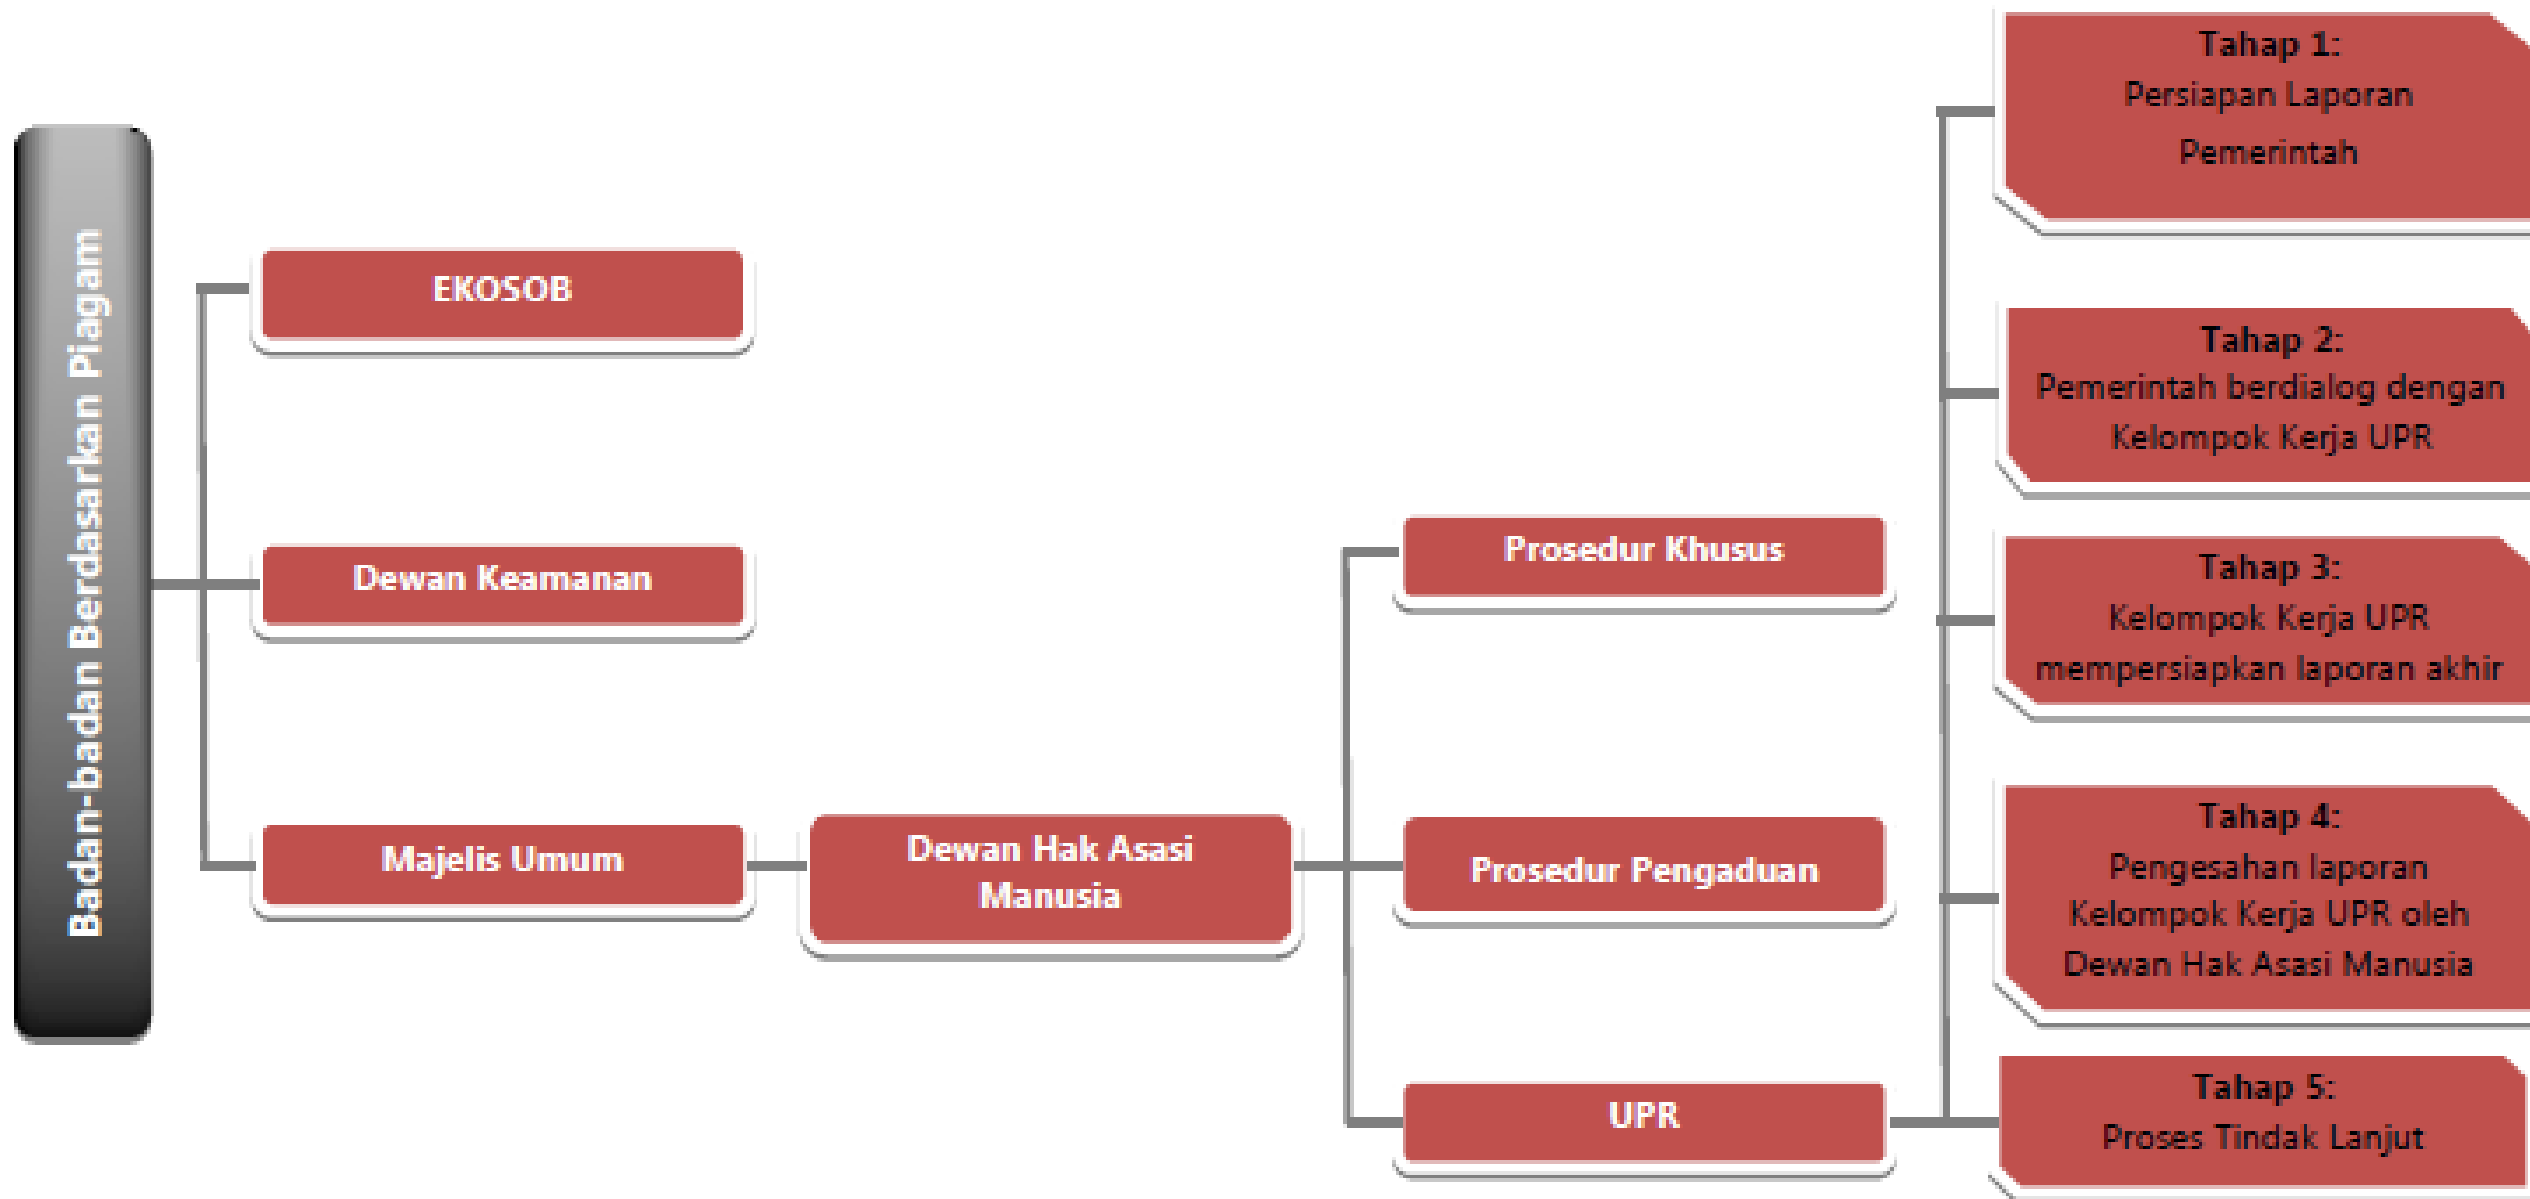 Badan-badan Berdasarkan Piagam
EKOSOB
Dewan Keamanan
Majelis Umum
Dewan Hak Asasi
Manusia
Prosedur Khusus
Prosedur Pengaduan
UPR
Tahap 1:
Persiapan Laporan
Pemerintah
Tahap 2:
Pemerintah berdialog dengan
Kelompok Kerja UPR
Tahap 3:
Kelompok Kerja UPR
mempersiapkan laporan akhir
Tahap 4:
Pengesahan laporan
Kelompok Kerja UPR oleh
Dewan Hak Asasi Manusia
Tahap 5:
Proses Tindak Lanjut